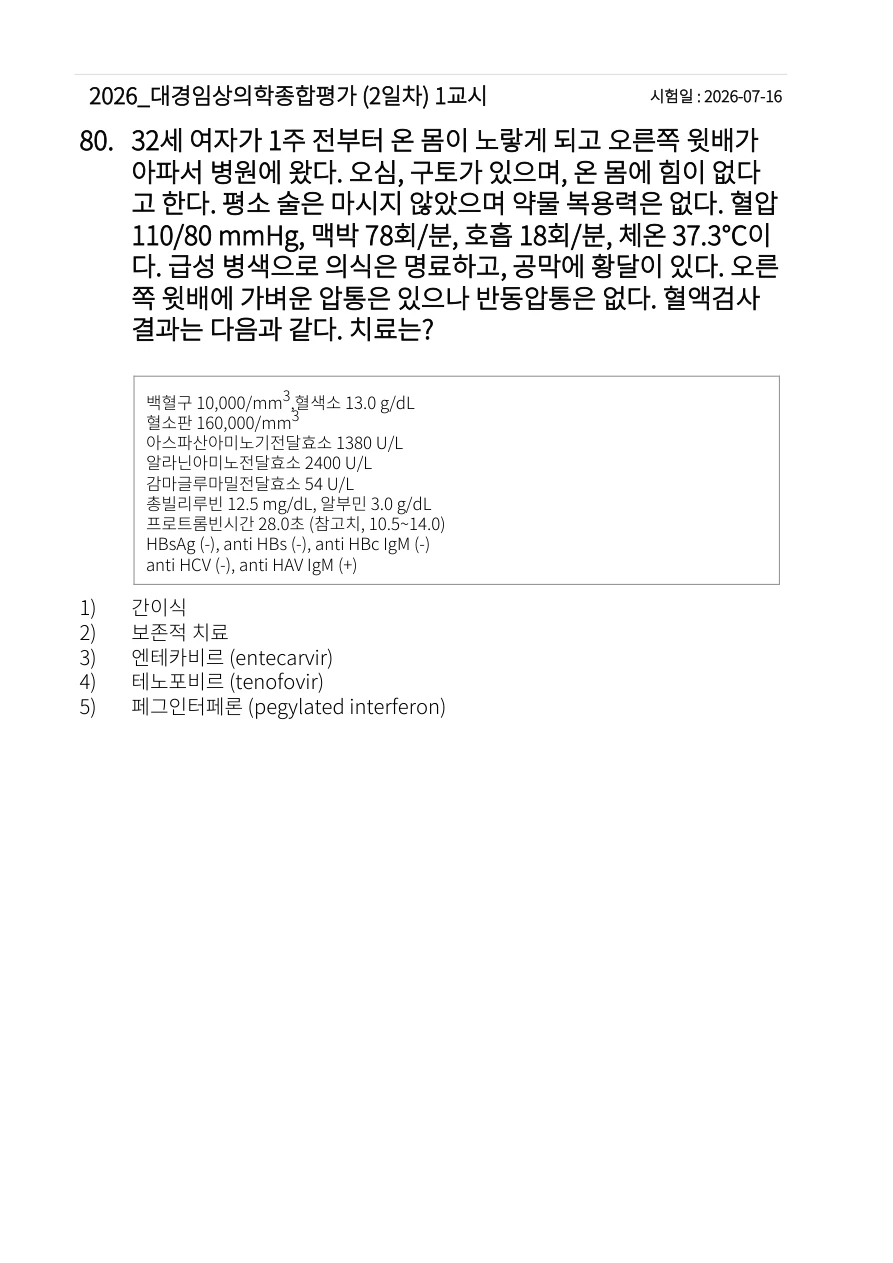 2026_대경임상의학종합평가 (2일차) 1교시
시험일 : 2026-07-16
80. 32세 여자가 1주 전부터 온 몸이 노랗게 되고 오른쪽 윗배가
아파서 병원에 왔다. 오심, 구토가 있으며, 온 몸에 힘이 없다
고 한다. 평소 술은 마시지 않았으며 약물 복용력은 없다. 혈압
110/80 mmHg, 맥박 78회/분, 호흡 18회/분, 체온 37.3℃이
다. 급성 병색으로 의식은 명료하고, 공막에 황달이 있다. 오른
쪽 윗배에 가벼운 압통은 있으나 반동압통은 없다. 혈액검사
결과는 다음과 같다. 치료는?
백혈구 10,000/mm³,혈색소 13.0 g/dL
혈소판 160,000/mm³
아스파산아미노기전달효소 1380 U/L
알라닌아미노전달효소 2400 U/L
감마글루마밀전달효소 54 U/L
총빌리루빈 12.5 mg/dL, 알부민 3.0 g/dL
프로트롬빈시간 28.0초 (참고치, 10.5~14.0)
HBsAg (-), anti HBs (-), anti HBc IgM (-)
anti HCV (-), anti HAV IgM (+)
1) 간이식
2) 보존적 치료
3) 엔테카비르 (entecarvir)
4) 테노포비르 (tenofovir)
5) 페그인터페론 (pegylated interferon)